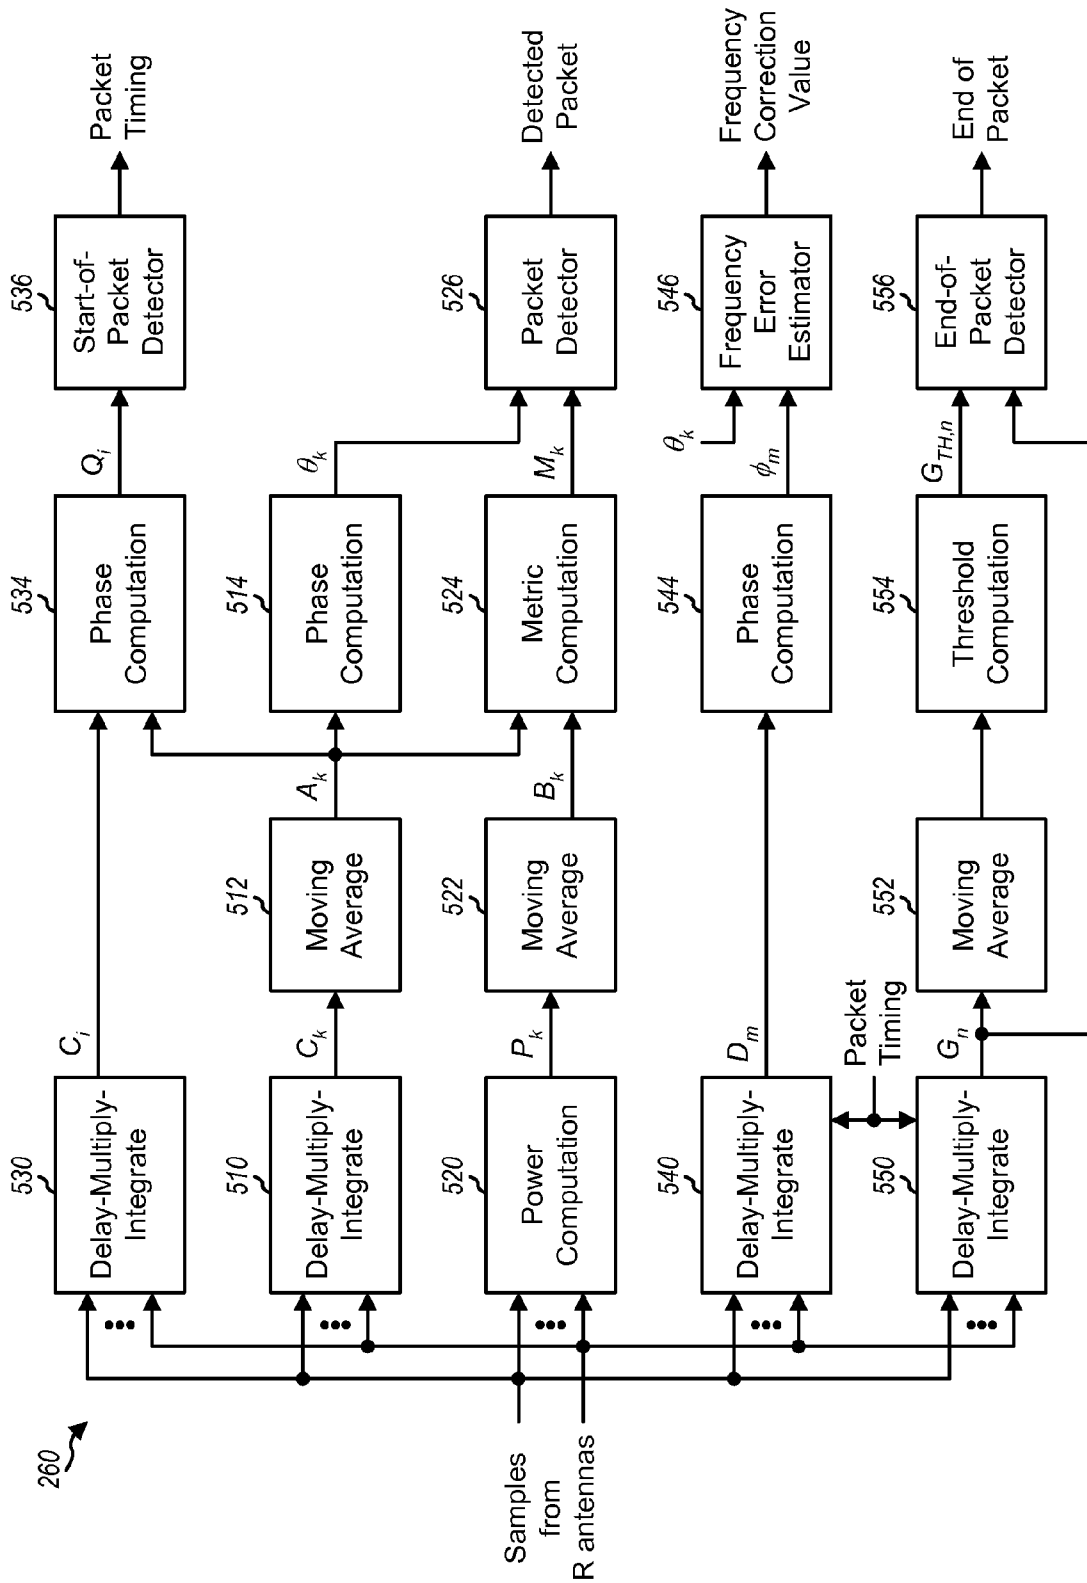 260
Samples
from
R antennas
530
Delay-Multiply-
Integrate
C_i
534
Phase
Computation
Q_i
536
Start-of-
Packet
Detector
Packet
Timing
510
Delay-Multiply-
Integrate
C_k
512
Moving
Average
A_k
514
Phase
Computation
θ_k
520
Power
Computation
P_k
522
Moving
Average
B_k
524
Metric
Computation
M_k
526
Packet
Detector
Detected
Packet
540
Delay-Multiply-
Integrate
D_m
544
Phase
Computation
θ_k
ϕ_m
546
Frequency
Error
Estimator
Frequency
Correction
Value
Packet
Timing
550
Delay-Multiply-
Integrate
G_n
552
Moving
Average
554
Threshold
Computation
G_{TH,n}
556
End-of-
Packet
Detector
End of
Packet